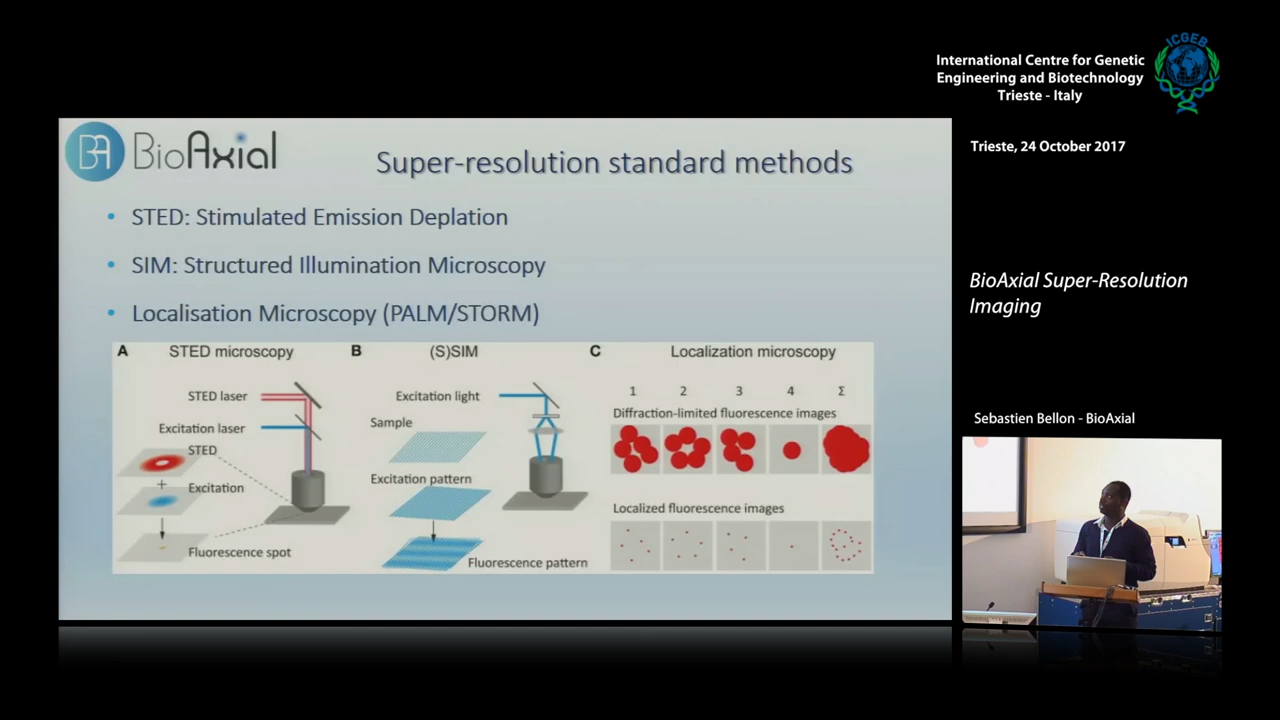 International Centre for Genetic
Engineering and Biotechnology
Trieste - Italy
ICGEB
Trieste, 24 October 2017
BioAxial Super-Resolution
Imaging
Sebastien Bellon - BioAxial
BA BioAxial
Super-resolution standard methods
• STED: Stimulated Emission Deplation
• SIM: Structured Illumination Microscopy
• Localisation Microscopy (PALM/STORM)
A STED microscopy
STED laser
Excitation laser
STED
+
Excitation
Fluorescence spot
B (S)SIM
Excitation light
Sample
Excitation pattern
Fluorescence pattern
C Localization microscopy
1 2 3 4 Σ
Diffraction-limited fluorescence images
Localized fluorescence images